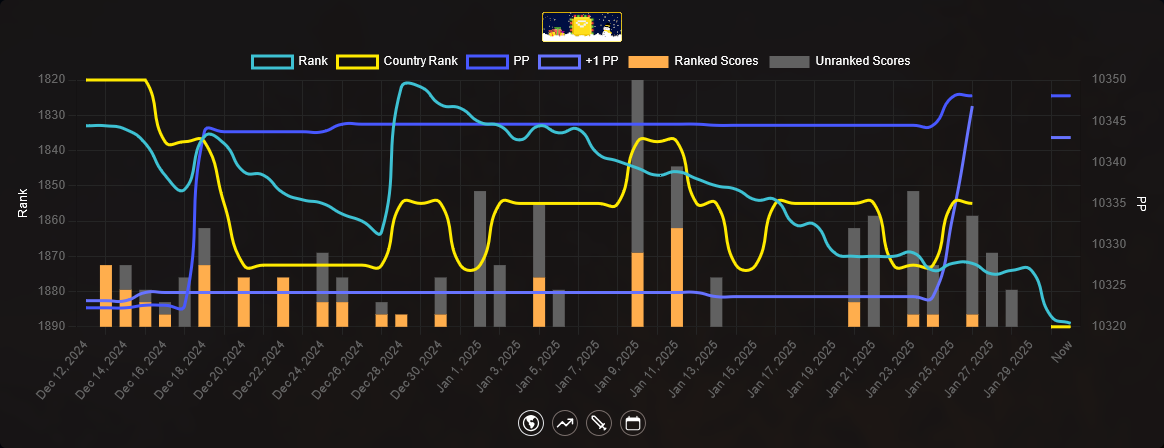 Rank Country Rank PP +1 PP Ranked Scores Unranked Scores
1820 10350
1830 10345
1840 10340
1850 10335
1860 10330
1870
1880 10325
1890 10320
Rank
PP
Dec 12, 2024 Dec 14, 2024 Dec 16, 2024 Dec 18, 2024 Dec 20, 2024 Dec 22, 2024 Dec 24, 2024 Dec 26, 2024 Dec 28, 2024 Dec 30, 2024 Jan 1, 2025 Jan 3, 2025 Jan 5, 2025 Jan 7, 2025 Jan 9, 2025 Jan 11, 2025 Jan 13, 2025 Jan 15, 2025 Jan 17, 2025 Jan 19, 2025 Jan 21, 2025 Jan 23, 2025 Jan 25, 2025 Jan 27, 2025 Jan 29, 2025 Now